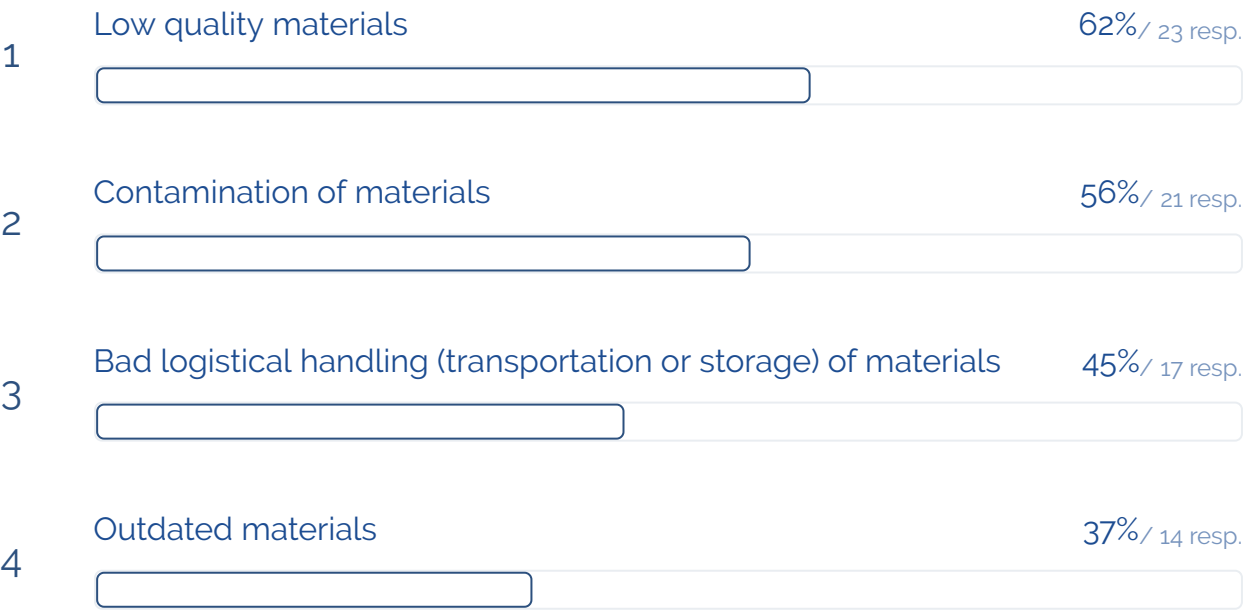 1
Low quality materials 62% / 23 resp.
2
Contamination of materials 56% / 21 resp.
3
Bad logistical handling (transportation or storage) of materials 45% / 17 resp.
4
Outdated materials 37% / 14 resp.